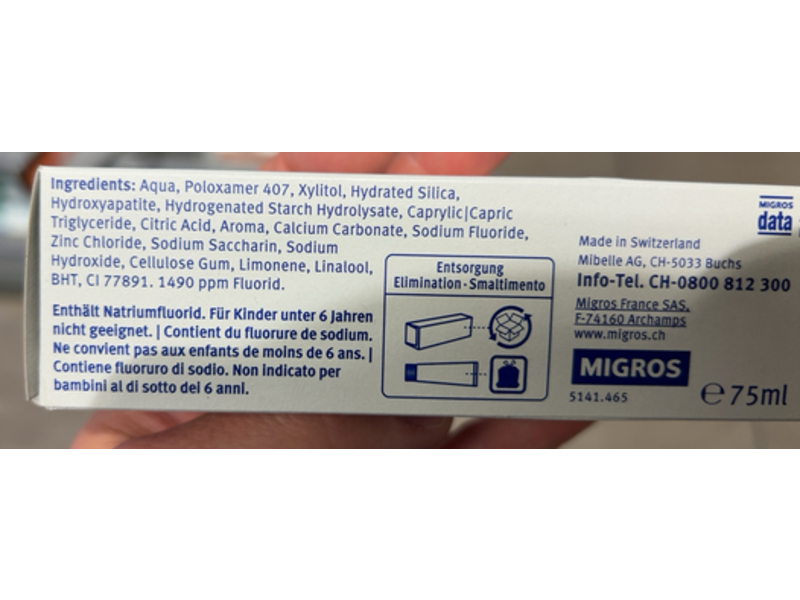 Ingredients: Aqua, Poloxamer 407, Xylitol, Hydrated Silica,
Hydroxyapatite, Hydrogenated Starch Hydrolysate, Caprylic|Capric
Triglyceride, Citric Acid, Aroma, Calcium Carbonate, Sodium Fluoride,
Zinc Chloride, Sodium Saccharin, Sodium
Hydroxide, Cellulose Gum, Limonene, Linalool,
BHT, CI 77891. 1490 ppm Fluorid.
Enthält Natriumfluorid. Für Kinder unter 6 Jahren
nicht geeignet. | Contient du fluorure de sodium.
Ne convient pas aux enfants de moins de 6 ans. |
Contiene fluoruro di sodio. Non indicato per
bambini al di sotto dei 6 anni.
Entsorgung
Elimination·Smaltimento
MIGROS
data
Made in Switzerland
Mibelle AG, CH-5033 Buchs
Info-Tel. CH-0800 812 300
Migros France SAS,
F-74160 Archamps
www.migros.ch
MIGROS
5141.465
e 75ml